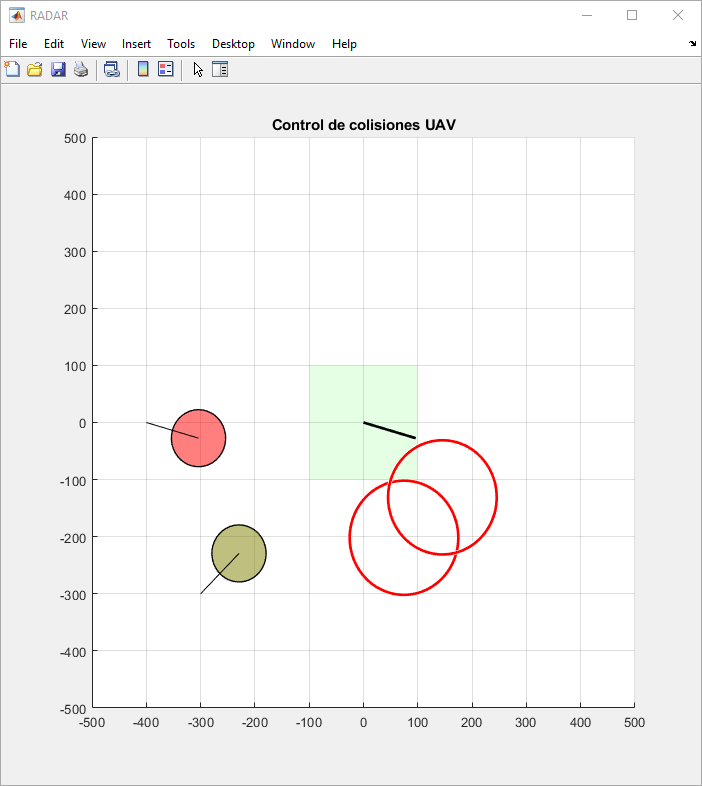 RADAR
File Edit View Insert Tools Desktop Window Help
Control de colisiones UAV
500
400
300
200
100
0
-100
-200
-300
-400
-500
-500 -400 -300 -200 -100 0 100 200 300 400 500